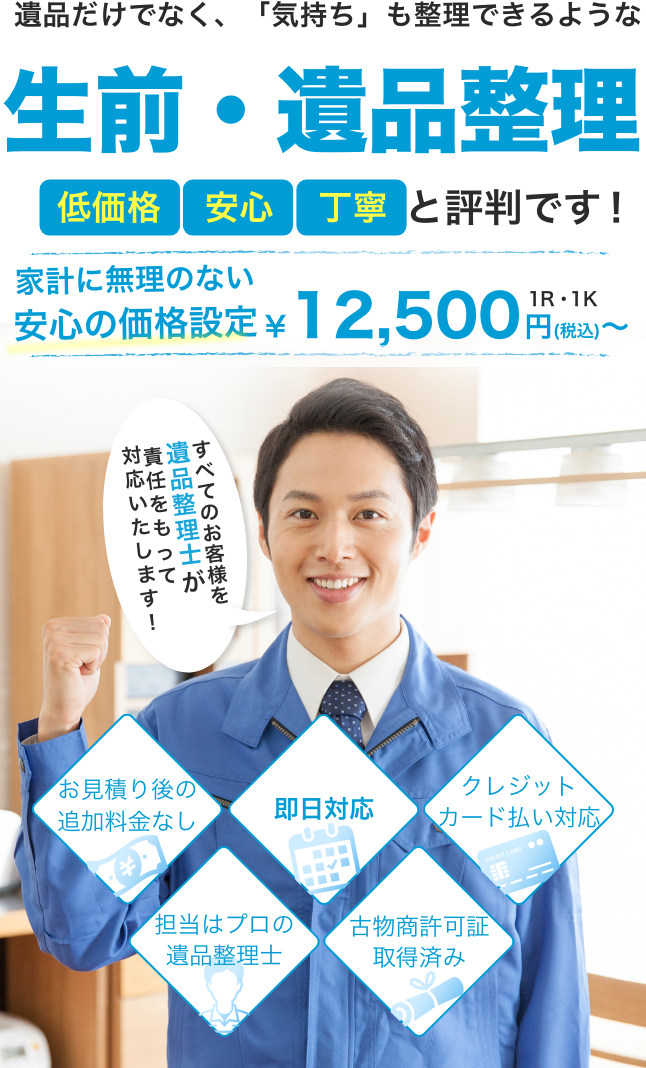 遺品だけでなく、「気持ち」も整理できるような
生前・遺品整理
低価格 安心 丁寧 と評判です！
家計に無理のない
安心の価格設定 ¥12,500円(税込)～
1R・1K
すべてのお客様を
遺品整理士が
責任をもって
対応いたします！
お見積り後の
追加料金なし
即日対応
クレジット
カード払い対応
CREDIT CARD
担当はプロの
遺品整理士
古物商許可証
取得済み